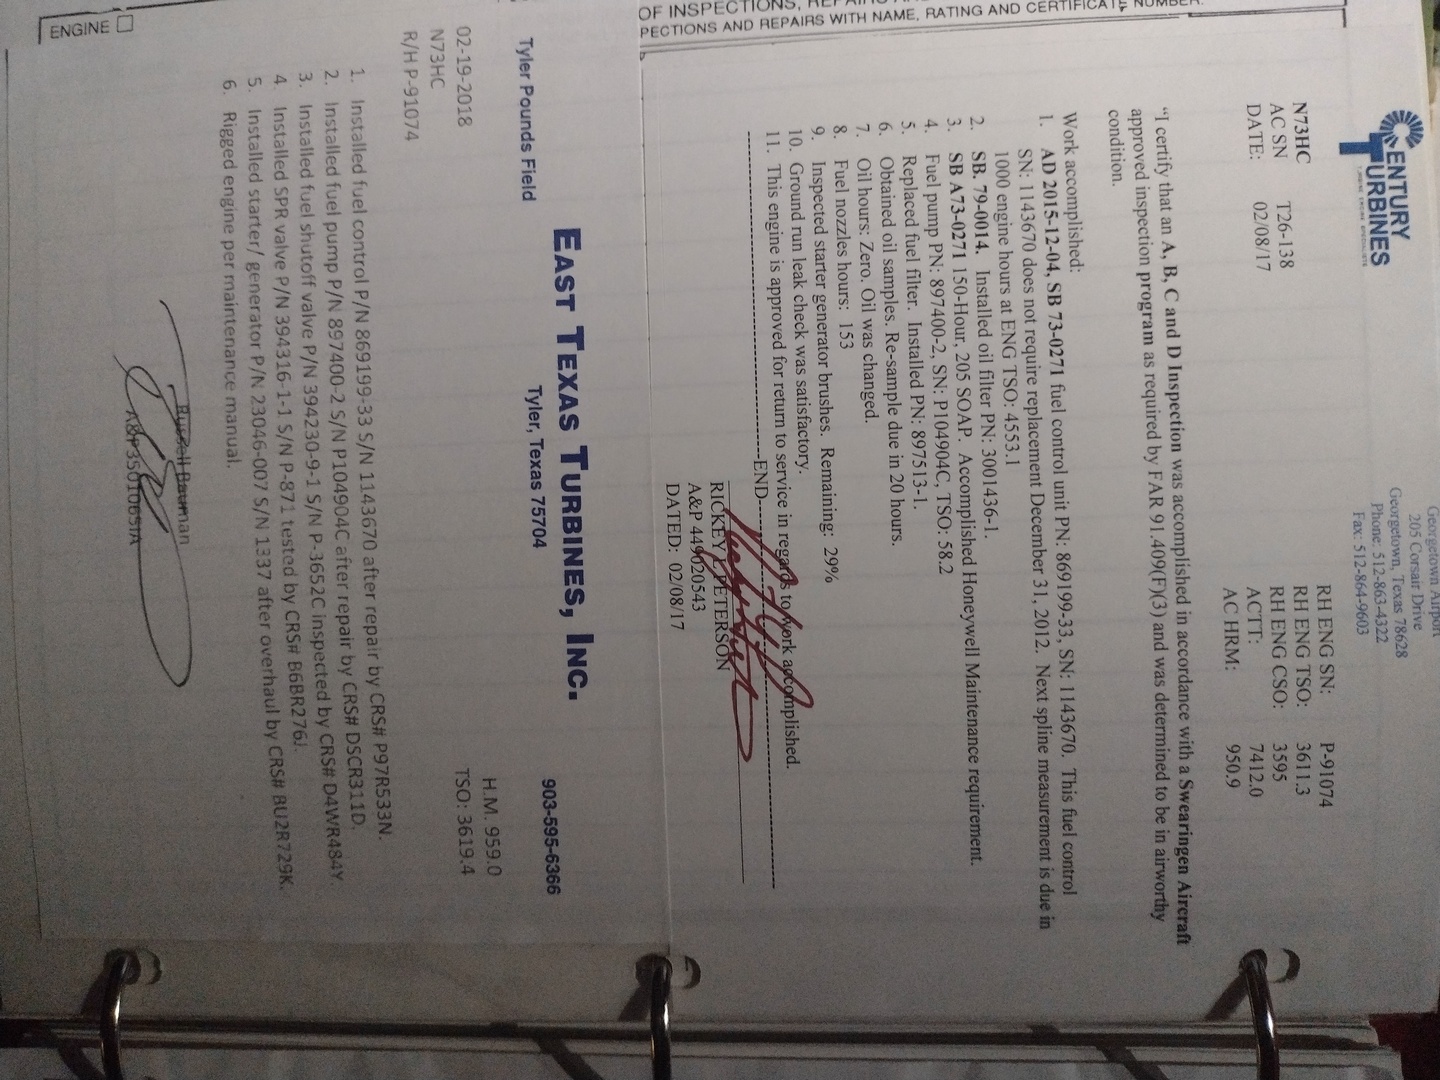 CENTURY
TURBINES
TURBINE ENGINE SPECIALISTS
Georgetown Airport
205 Corsair Drive
Georgetown, Texas 78628
Phone: 512-863-4322
Fax: 512-864-9603
N73HC
AC SN T26-138
DATE: 02/08/17
RH ENG SN: P-91074
RH ENG TSO: 3611.3
RH ENG CSO: 3595
ACTT: 7412.0
AC HRM: 950.9
“I certify that an A, B, C and D Inspection was accomplished in accordance with a Swearingen Aircraft
approved inspection program as required by FAR 91.409(F)(3) and was determined to be in airworthy
condition.
Work accomplished:
1. AD 2015-12-04, SB 73-0271 fuel control unit PN: 869199-33, SN: 1143670. This fuel control
SN: 1143670 does not require replacement December 31, 2012. Next spline measurement is due in
1000 engine hours at ENG TSO: 4553.1
2. SB. 79-0014. Installed oil filter PN: 3001436-1.
3. SB A73-0271 150-Hour, 205 SOAP. Accomplished Honeywell Maintenance requirement.
4. Fuel pump PN: 897400-2, SN: P104904C, TSO: 58.2
5. Replaced fuel filter. Installed PN: 897513-1.
6. Obtained oil samples. Re-sample due in 20 hours.
7. Oil hours: Zero. Oil was changed.
8. Fuel nozzles hours: 153
9. Inspected starter generator brushes. Remaining: 29%
10. Ground run leak check was satisfactory.
11. This engine is approved for return to service in regards to work accomplished.
--------------------------------------------END--------------------------------------------
RICKEY L PETERSON
A&P 449020543
DATED: 02/08/17
OF INSPECTIONS, REPAIRS AND
PECTIONS AND REPAIRS WITH NAME, RATING AND CERTIFICATE NUMBER.
EAST TEXAS TURBINES, INC.
Tyler Pounds Field Tyler, Texas 75704 903-595-6366
02-19-2018 H.M. 959.0
N73HC TSO: 3619.4
R/H P-91074
1. Installed fuel control P/N 869199-33 S/N 1143670 after repair by CRS# P97R533N.
2. Installed fuel pump P/N 897400-2 S/N P104904C after repair by CRS# DSCR311D.
3. Installed fuel shutoff valve P/N 394230-9-1 S/N P-3652C inspected by CRS# D4WR484Y.
4. Installed SPR valve P/N 394316-1-1 S/N P-871 tested by CRS# B6BR276J.
5. Installed starter/ generator P/N 23046-007 S/N 1337 after overhaul by CRS# BU2R729K.
6. Rigged engine per maintenance manual.
Russell Bauman
A&P350106SIA
ENGINE